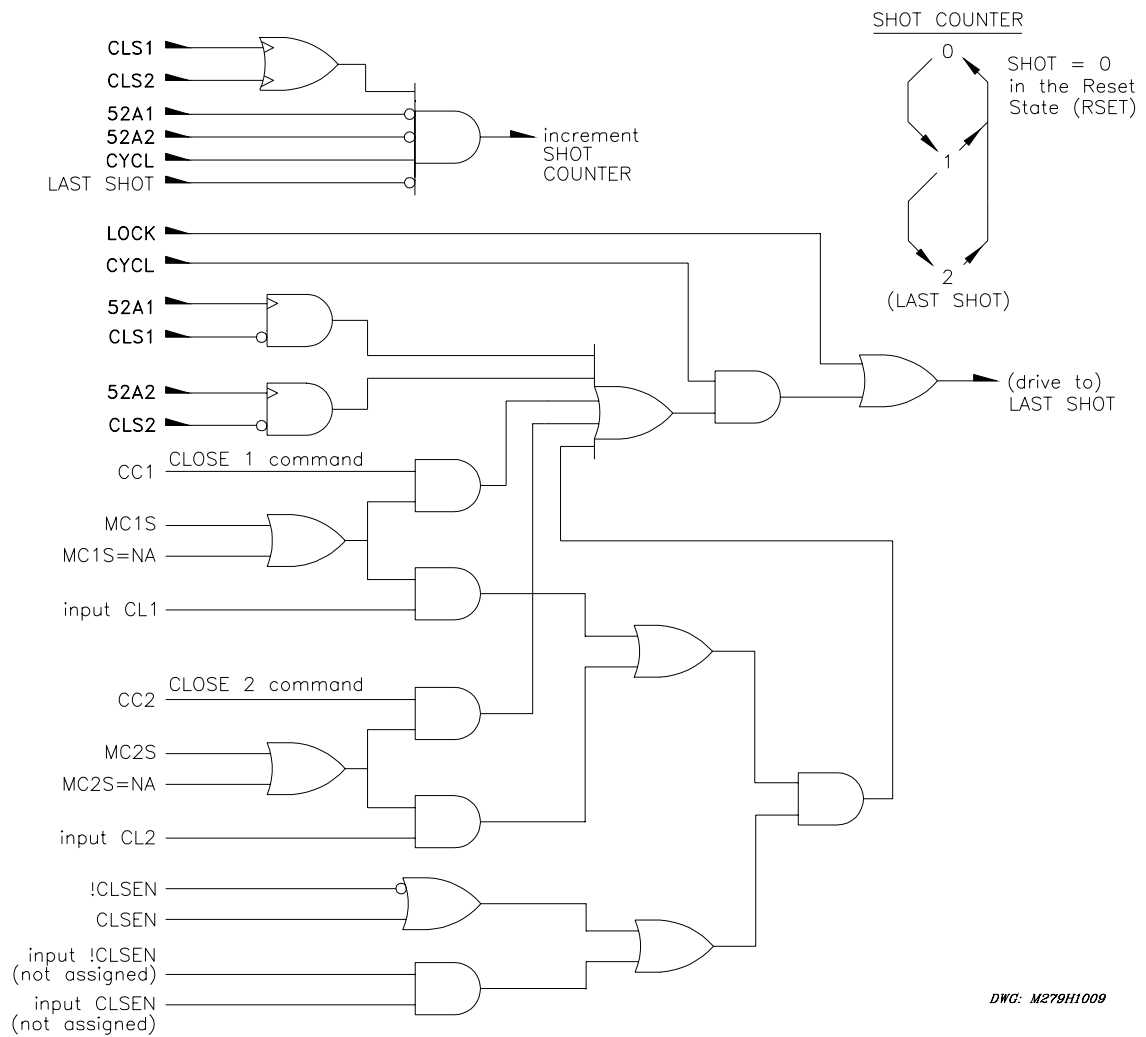 SHOT COUNTER
0
SHOT = 0
in the Reset
State (RSET)
1
2
(LAST SHOT)
CLS1
CLS2
52A1
52A2
CYCL
LAST SHOT
increment
SHOT
COUNTER
LOCK
CYCL
52A1
CLS1
52A2
CLS2
(drive to)
LAST SHOT
CLOSE 1 command
CC1
MC1S
MC1S=NA
input CL1
CLOSE 2 command
CC2
MC2S
MC2S=NA
input CL2
!CLSEN
CLSEN
input !CLSEN
(not assigned)
input CLSEN
(not assigned)
DWG: M279H1009